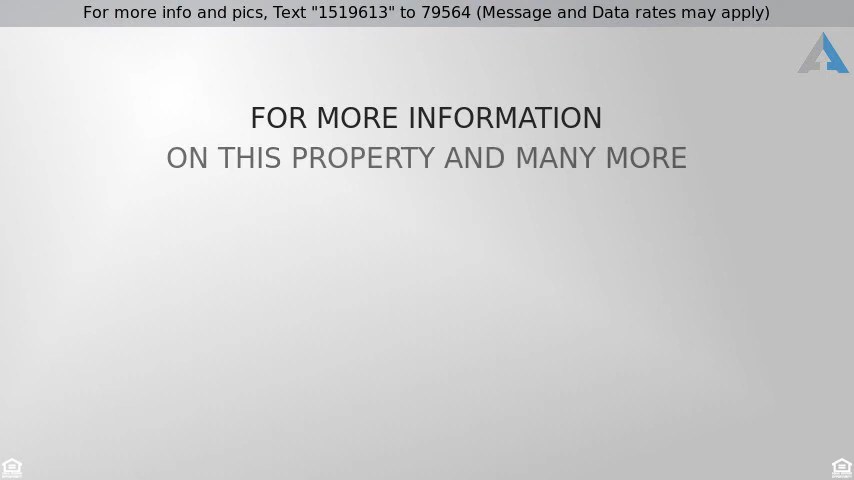 For more info and pics, Text "1519613" to 79564 (Message and Data rates may apply)
FOR MORE INFORMATION
ON THIS PROPERTY AND MANY MORE